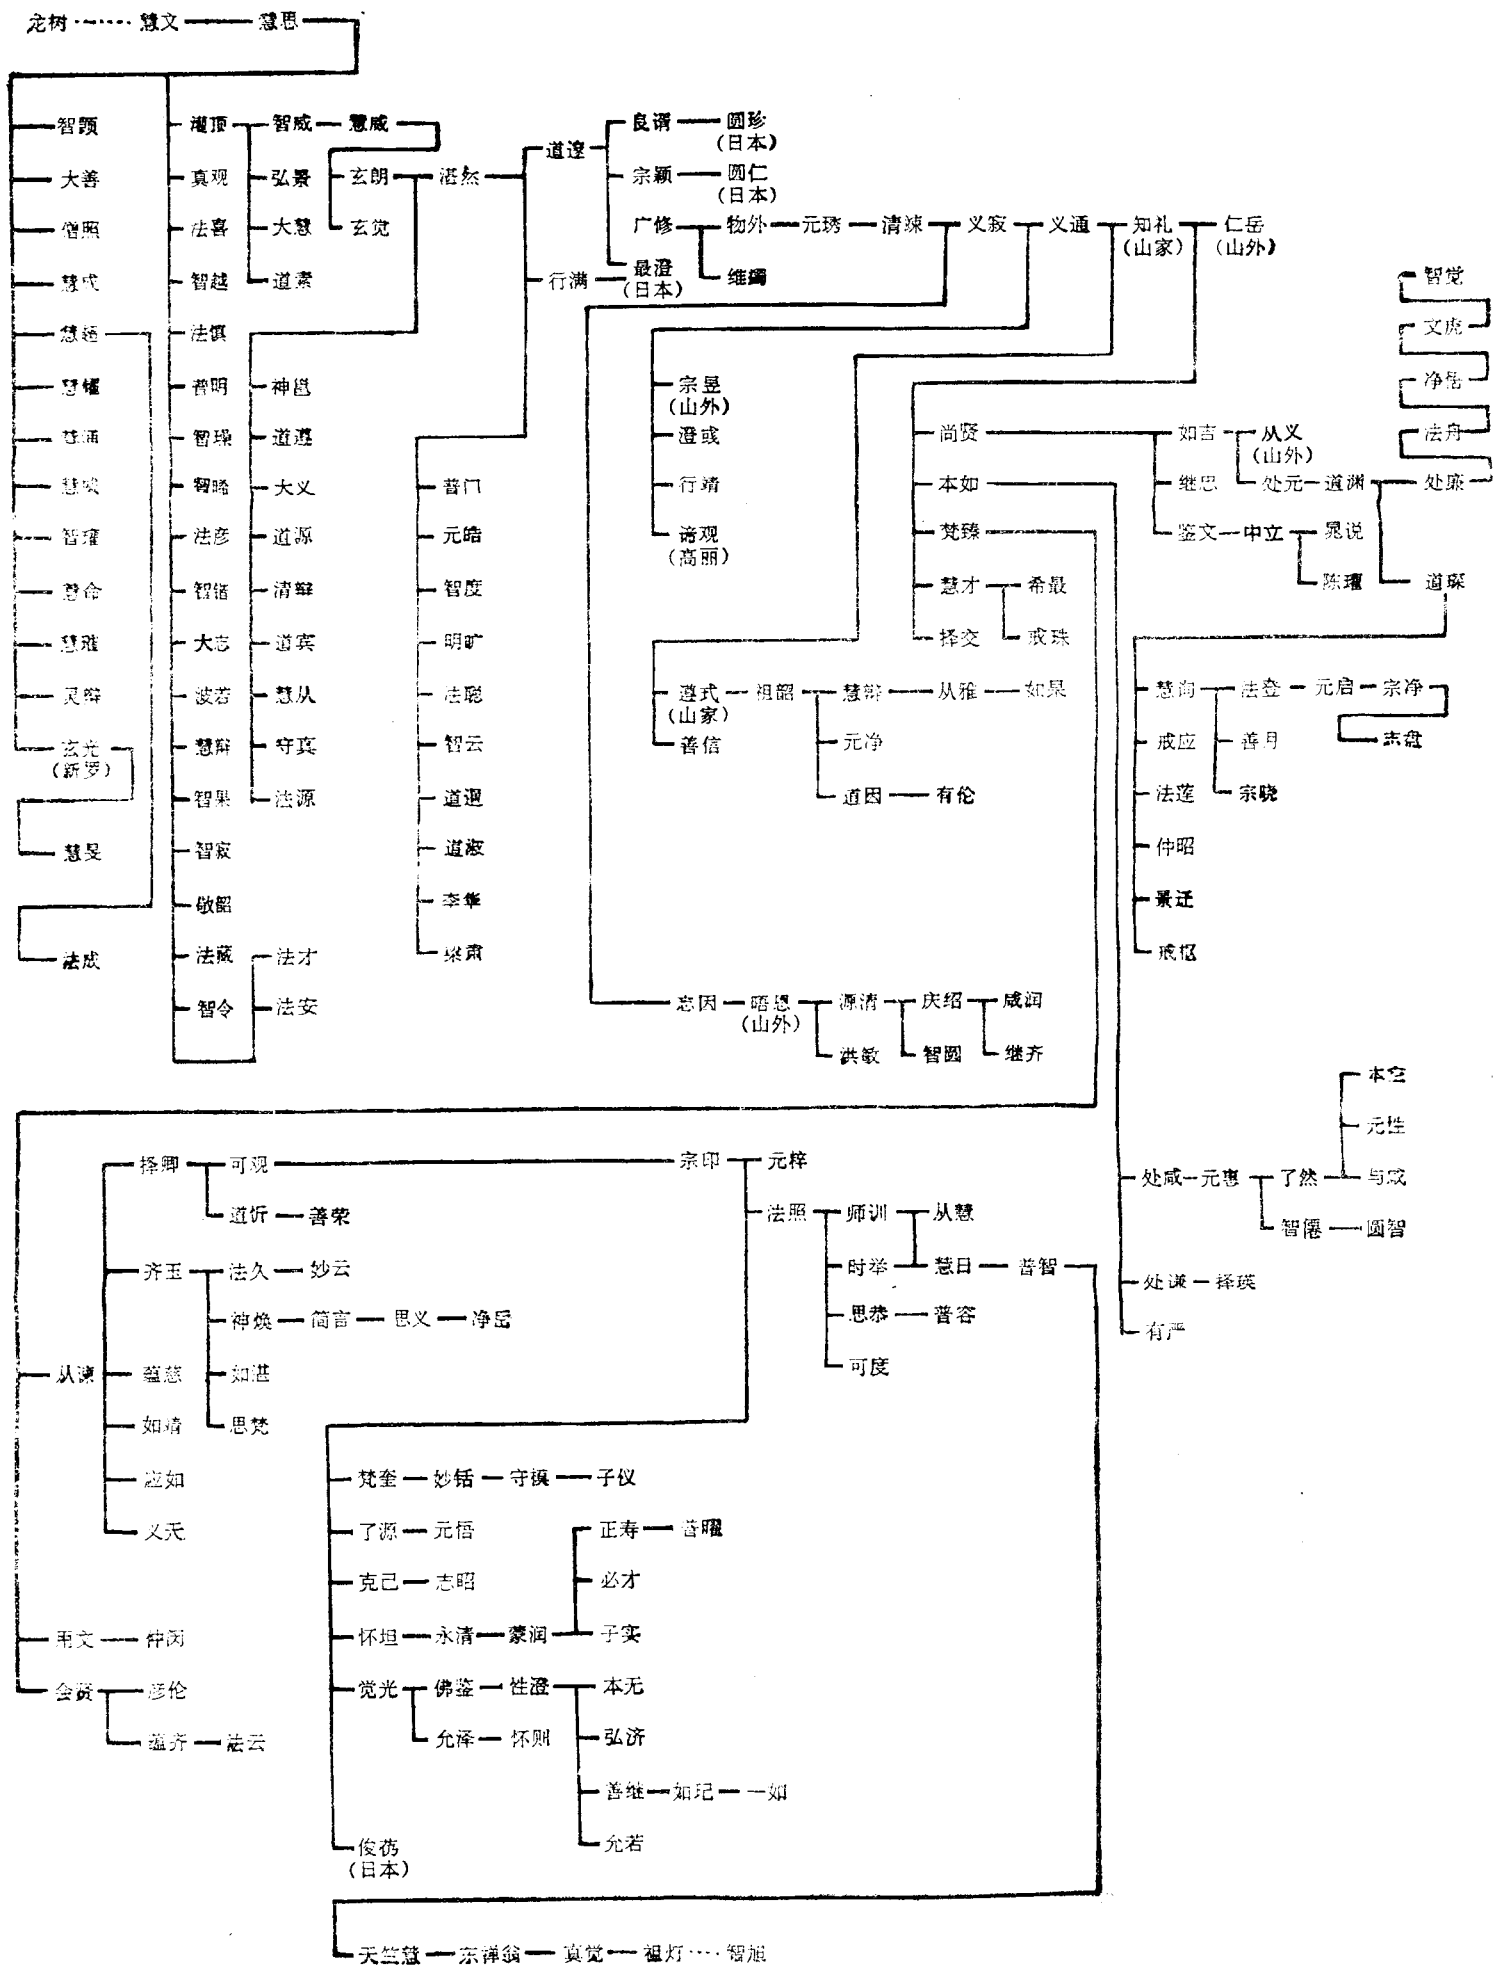 龙树 慧文 慧思
智顗 灌顶 智威 慧威 道邃 良谞 圆珍
(日本)
大善 真观 弘景 玄朗 湛然 宗颖 圆仁
(日本)
僧照 法喜 大慧 玄觉 广修 物外 元琇 清竦 义寂 义通 知礼 仁岳
(山家) (山外)
智越 道素 行满 最澄 维蠲 智觉
(日本)
慧超 法慎 文虎
慧耀 普明 神邕 宗昱 净岳
(山外)
慧涌 智璪 道遵 澄彧 尚贤 如吉 从义 法舟
(山外)
智晞 大义 普门 行靖 本如 继忠 处元 道渊 处廉
智瓘 法彦 道源 元皓 谛观 梵臻 鉴文 中立 晁说
(高丽)
慧命 智锴 清辩 智度 慧才 希最 陈瓘 道琛
慧璀 大志 道宾 明旷 择交 戒珠
灵辩 波若 慧从 法聪 遵式 祖韶 慧辩 从雅 如杲 慧询 法登 元启 宗净
(山家)
玄光 慧辩 守真 智云 善信 元净 戒应 善月 志盘
(新罗)
智果 法源 道遐 道因 有伦 法莲 宗晓
慧旻 智寂 道淑 仲昭
敬韶 李华 景迁
法成 法藏 法才 梁肃 戒枢
智令 法安 志因 晤恩 源清 庆绍 咸润
(山外)
洪敏 智圆 继齐
元性
择卿 可观 宗印 元梓 处咸 元惠 了然 与咸
道忻 善荣 法照 师训 从慧 智僊 圆智
齐玉 法久 妙云 时举 慧日 普智 处谦 择瑛
神焕 简言 思义 净岳 思恭 普容 有严
从谏 蕴慈 如湛 可度
如靖 思梵
应如 梵奎 妙铦 守模 子仪
义天 了源 元悟 正寿 善曜
克己 志昭 必才
用文 仲闵 怀坦 永清 蒙润 子实
会贤 彦伦 觉光 佛鉴 性澄 本无
蕴齐 法云 允泽 怀则 弘济
善继 如玘 一如
俊芿 允若
(日本)
天竺慧 东禅翁 真觉 祖灯 智旭